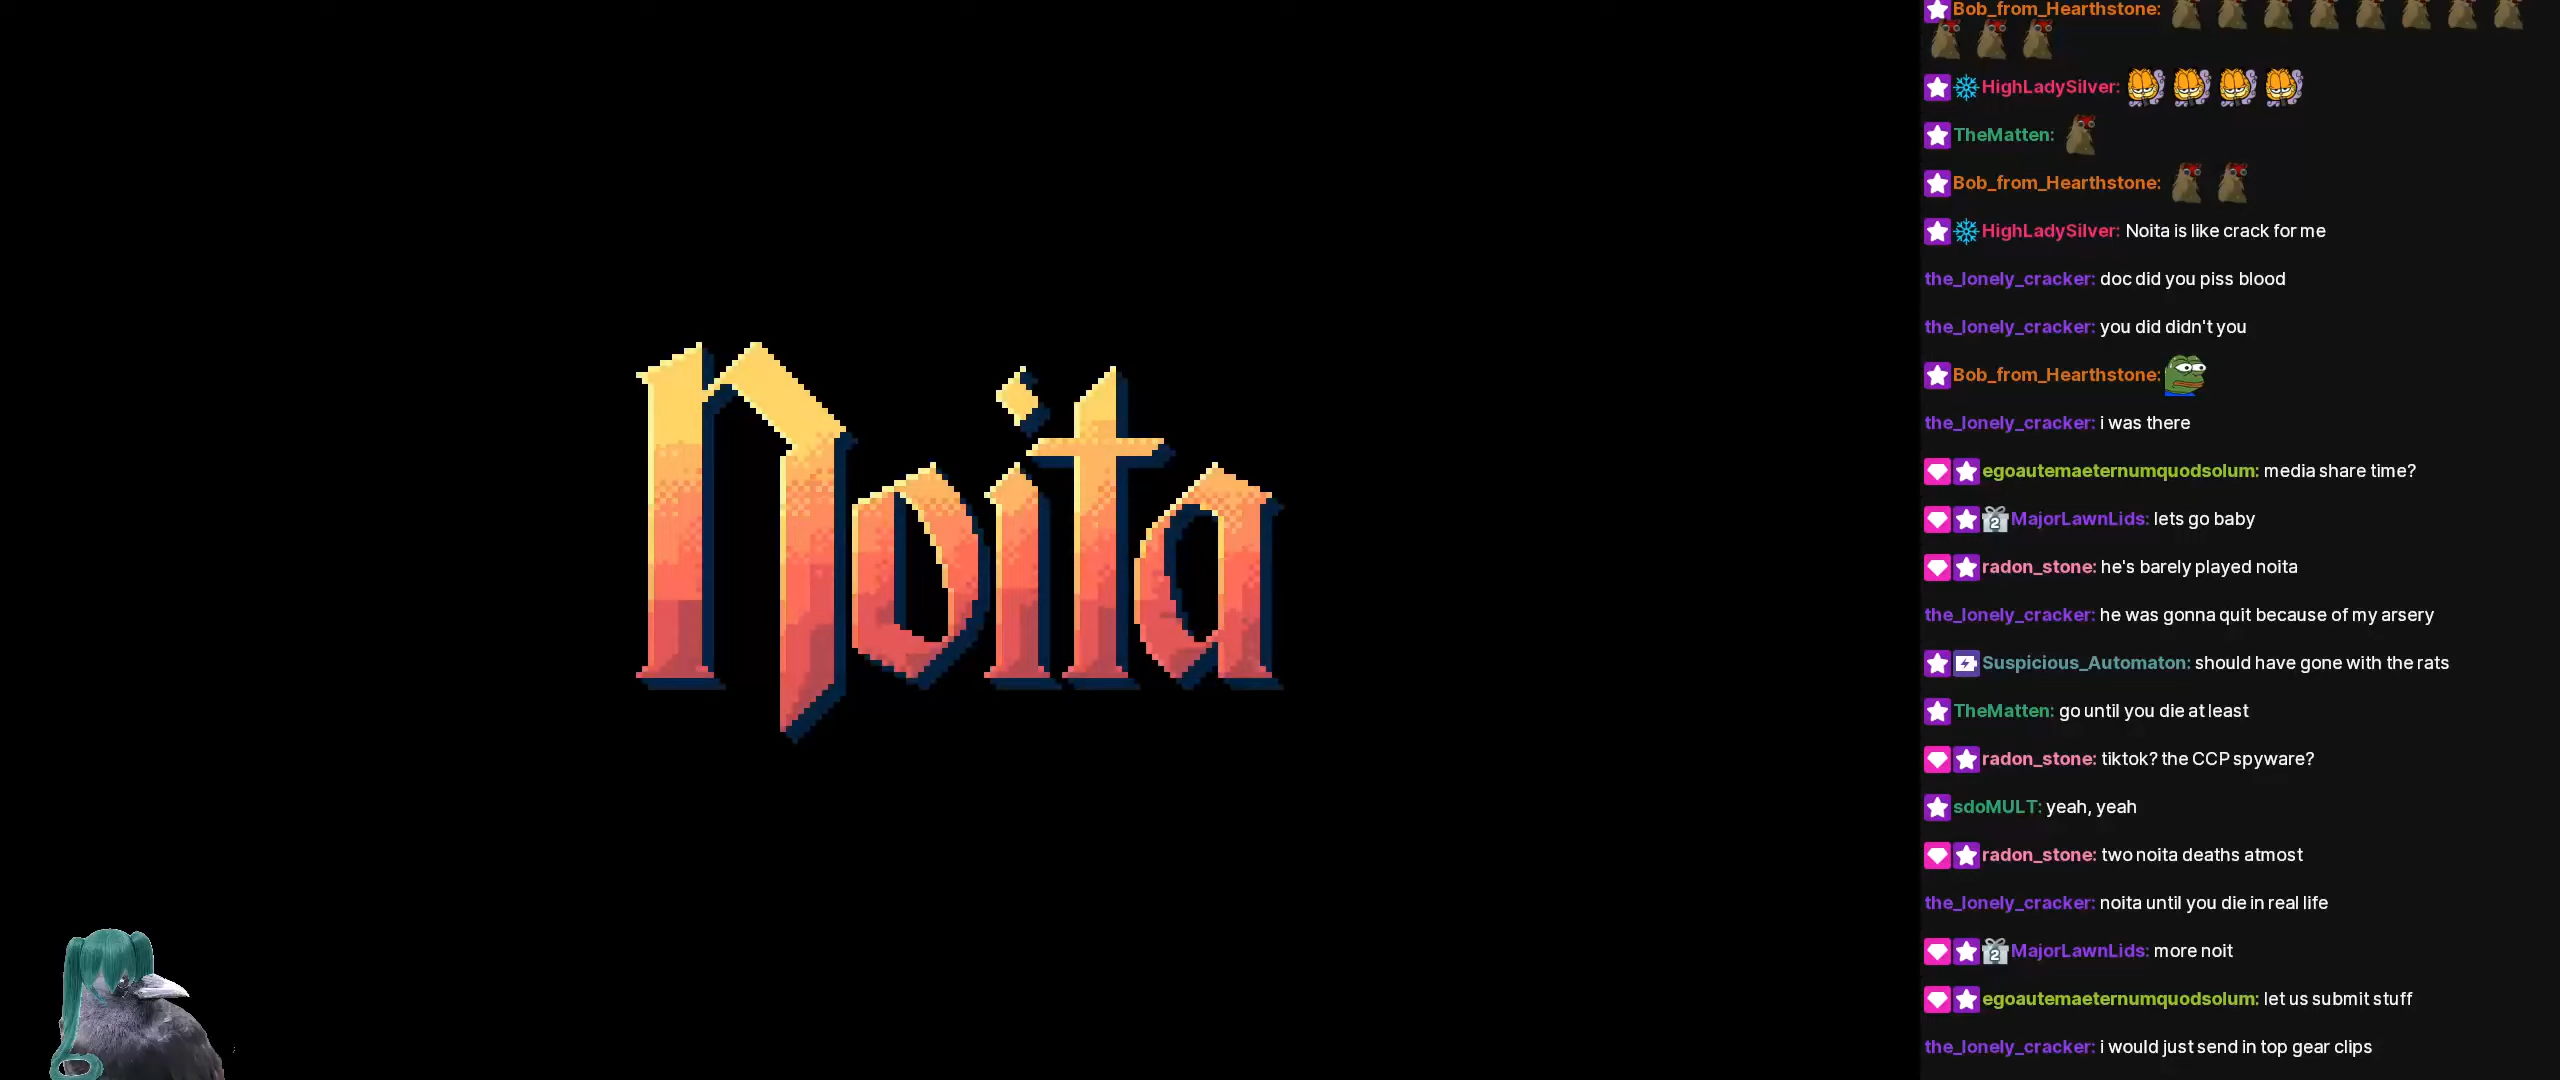 Noita
Bob_from_Hearthstone:
HighLadySilver:
TheMatten:
Bob_from_Hearthstone:
HighLadySilver: Noita is like crack for me
the_lonely_cracker: doc did you piss blood
the_lonely_cracker: you did didn't you
Bob_from_Hearthstone:
the_lonely_cracker: i was there
egoautemaeternumquodsolum: media share time?
2 MajorLawnLids: lets go baby
radon_stone: he's barely played noita
the_lonely_cracker: he was gonna quit because of my arsery
Suspicious_Automaton: should have gone with the rats
TheMatten: go until you die at least
radon_stone: tiktok? the CCP spyware?
sdoMULT: yeah, yeah
radon_stone: two noita deaths atmost
the_lonely_cracker: noita until you die in real life
2 MajorLawnLids: more noit
egoautemaeternumquodsolum: let us submit stuff
the_lonely_cracker: i would just send in top gear clips